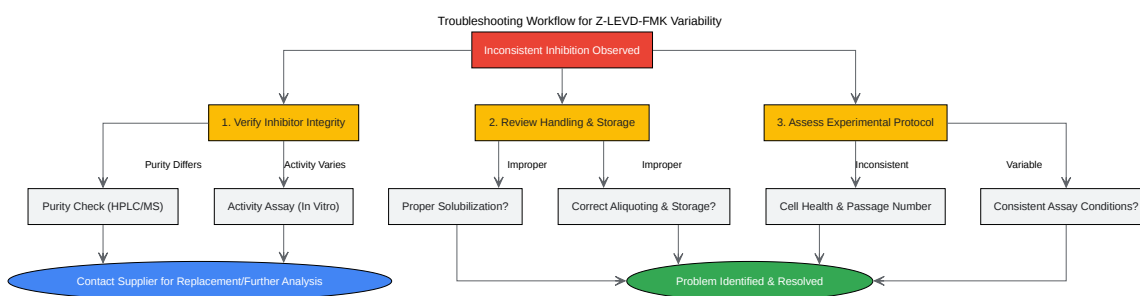 Troubleshooting Workflow for Z-LEVD-FMK Variability
Inconsistent Inhibition Observed
1. Verify Inhibitor Integrity
2. Review Handling & Storage
3. Assess Experimental Protocol
Purity Differs
Activity Varies
Improper
Improper
Inconsistent
Variable
Purity Check (HPLC/MS)
Activity Assay (In Vitro)
Proper Solubilization?
Correct Aliquoting & Storage?
Cell Health & Passage Number
Consistent Assay Conditions?
Contact Supplier for Replacement/Further Analysis
Problem Identified & Resolved